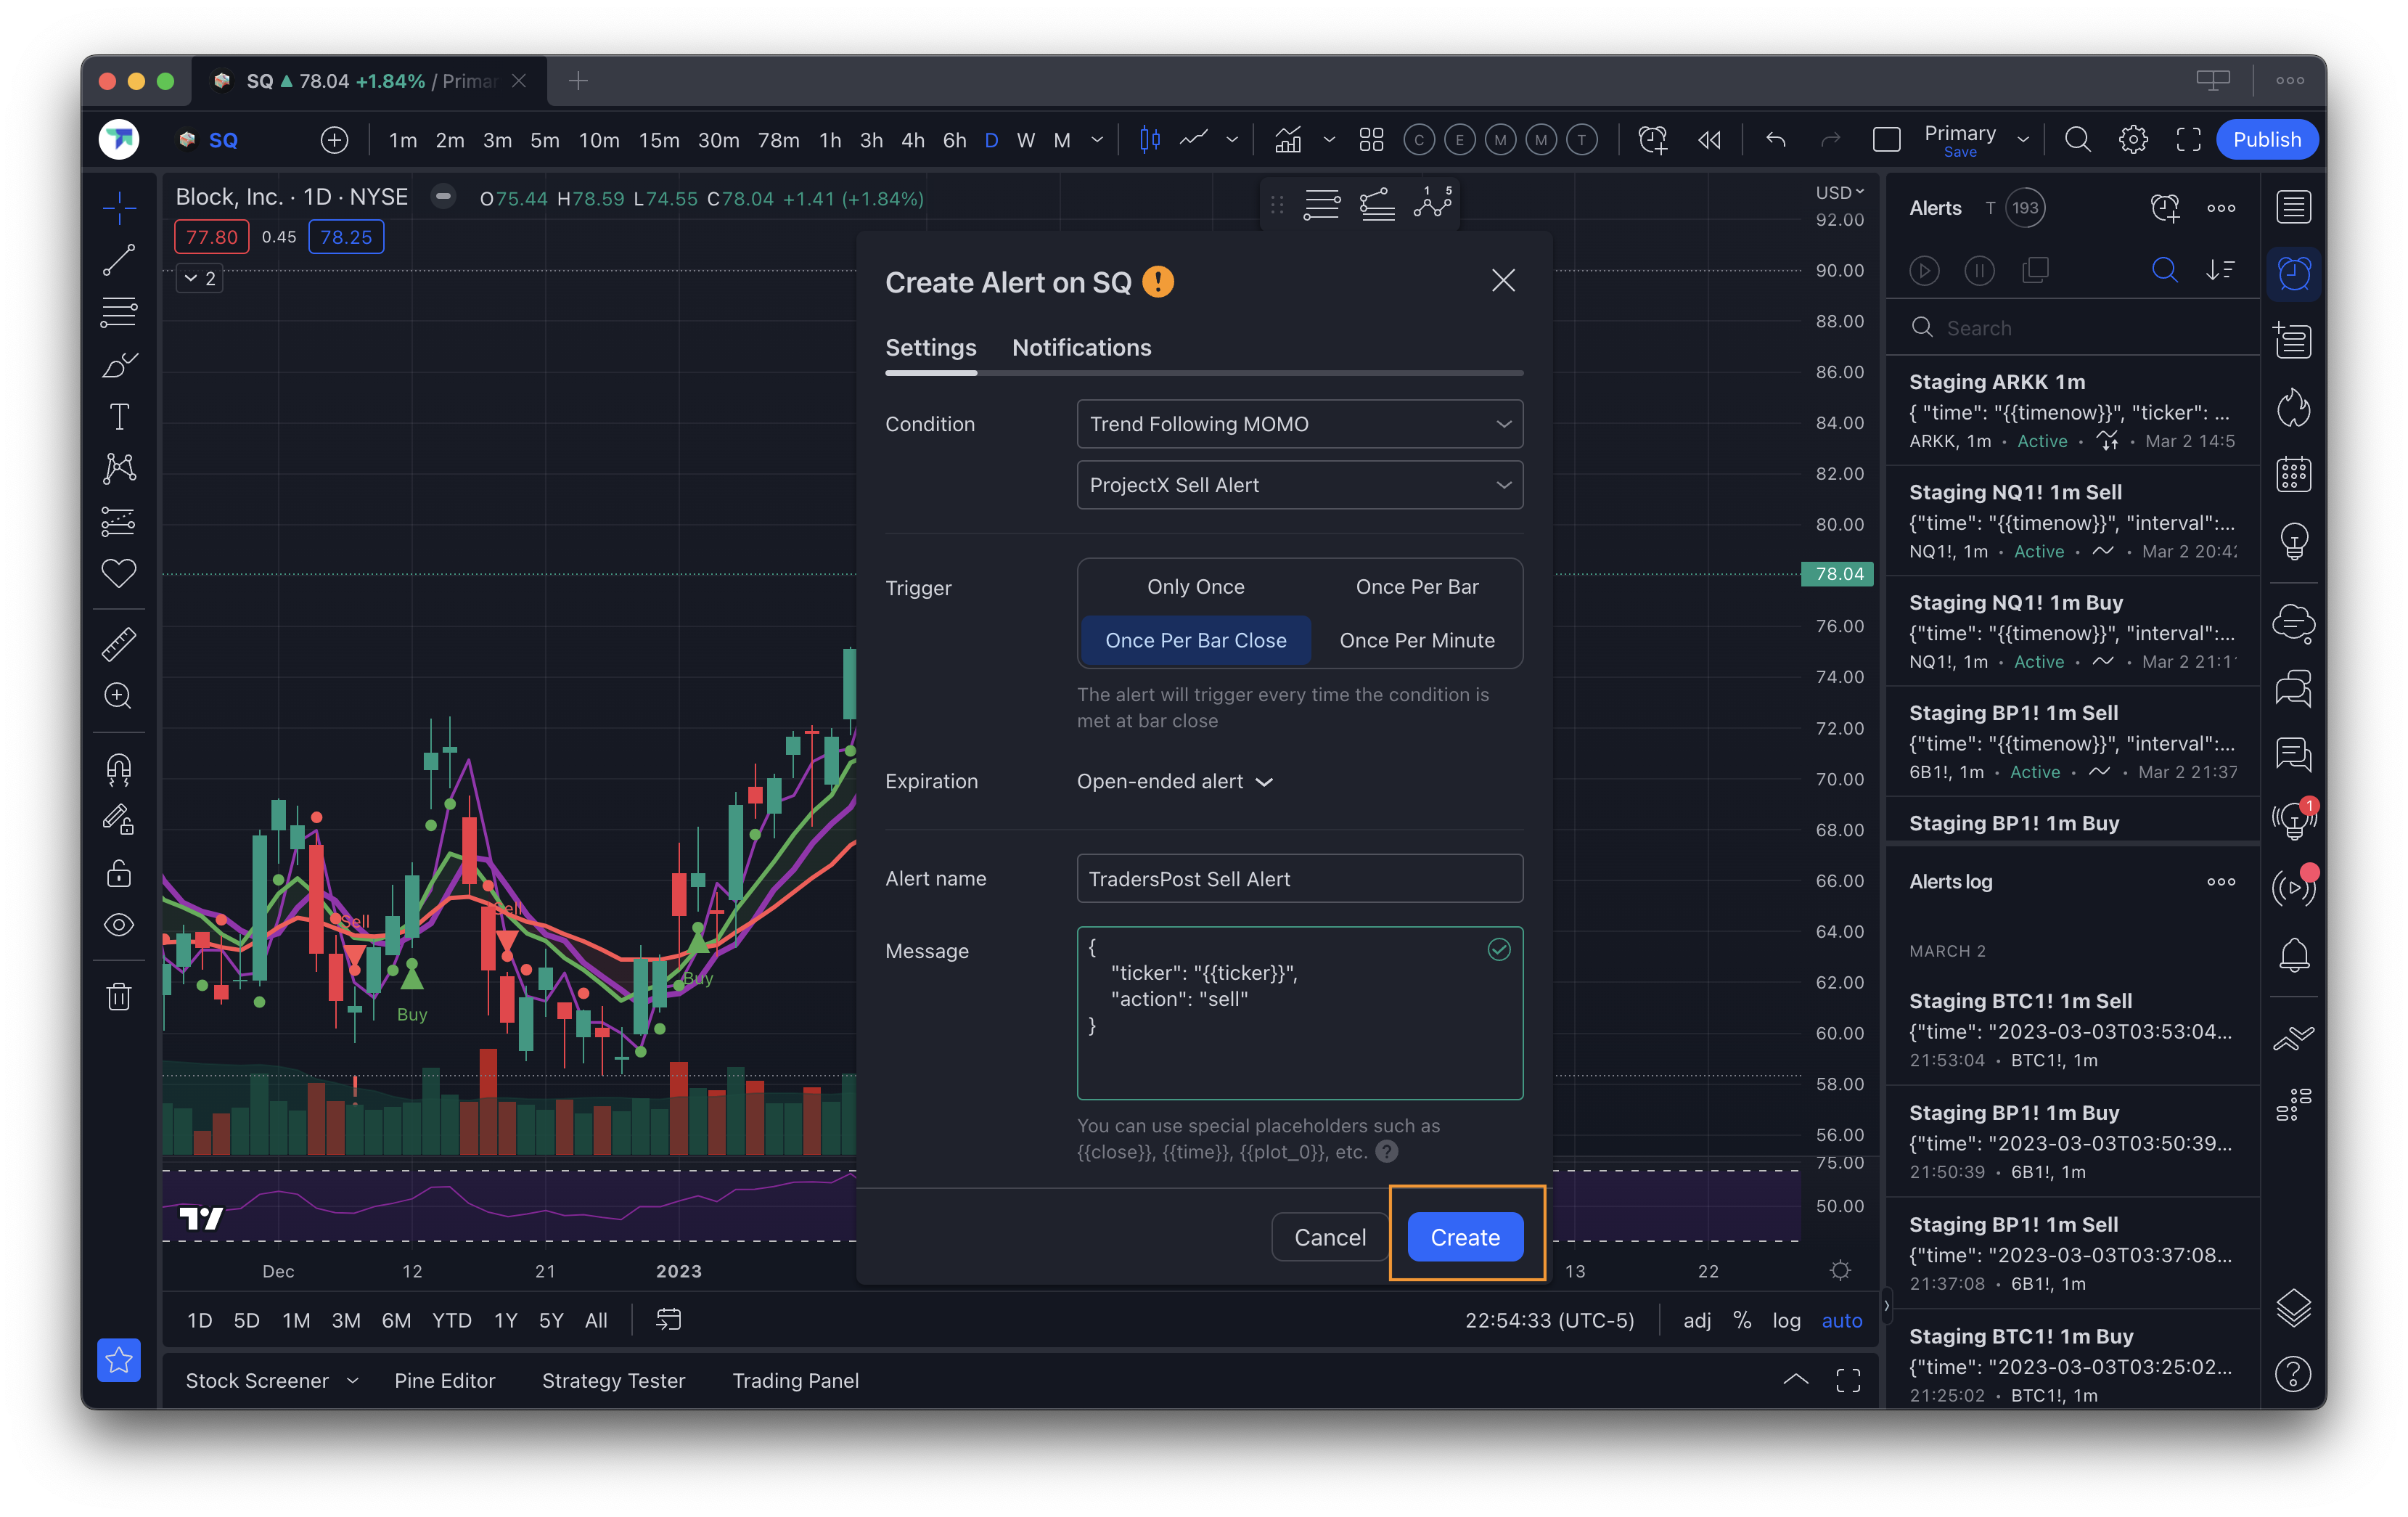 SQ 78.04 +1.84% / Primar
SQ 1m 2m 3m 5m 10m 15m 30m 78m 1h 3h 4h 6h D W M C E M M T Primary Save Publish
Block, Inc. · 1D · NYSE O75.44 H78.59 L74.55 C78.04 +1.41 (+1.84%)
77.80 0.45 78.25
2
1 5
USD
92.00
90.00
88.00
86.00
84.00
82.00
80.00
78.04
76.00
74.00
72.00
70.00
68.00
66.00
64.00
62.00
60.00
58.00
56.00
75.00
50.00
Sell
Buy
Sell
Buy
Create Alert on SQ
Settings Notifications
Condition Trend Following MOMO
ProjectX Sell Alert
Trigger Only Once Once Per Bar
Once Per Bar Close Once Per Minute
The alert will trigger every time the condition is
met at bar close
Expiration Open-ended alert
Alert name TradersPost Sell Alert
Message {
"ticker": "{{ticker}}",
"action": "sell"
}
You can use special placeholders such as
{{close}}, {{time}}, {{plot_0}}, etc. ?
Cancel Create
Dec 12 21 2023 13 22
1D 5D 1M 3M 6M YTD 1Y 5Y All 22:54:33 (UTC-5) adj % log auto
Stock Screener Pine Editor Strategy Tester Trading Panel
Alerts T 193
Search
Staging ARKK 1m
{ "time": "{{timenow}}", "ticker": ...
ARKK, 1m • Active • • Mar 2 14:5
Staging NQ1! 1m Sell
{"time": "{{timenow}}", "interval":...
NQ1!, 1m • Active • • Mar 2 20:42
Staging NQ1! 1m Buy
{"time": "{{timenow}}", "interval":...
NQ1!, 1m • Active • • Mar 2 21:1
Staging BP1! 1m Sell
{"time": "{{timenow}}", "interval":...
6B1!, 1m • Active • • Mar 2 21:37
Staging BP1! 1m Buy
Alerts log
MARCH 2
Staging BTC1! 1m Sell
{"time": "2023-03-03T03:53:04...
21:53:04 • BTC1!, 1m
Staging BP1! 1m Buy
{"time": "2023-03-03T03:50:39...
21:50:39 • 6B1!, 1m
Staging BP1! 1m Sell
{"time": "2023-03-03T03:37:08...
21:37:08 • 6B1!, 1m
Staging BTC1! 1m Buy
{"time": "2023-03-03T03:25:02...
21:25:02 • BTC1!, 1m
1